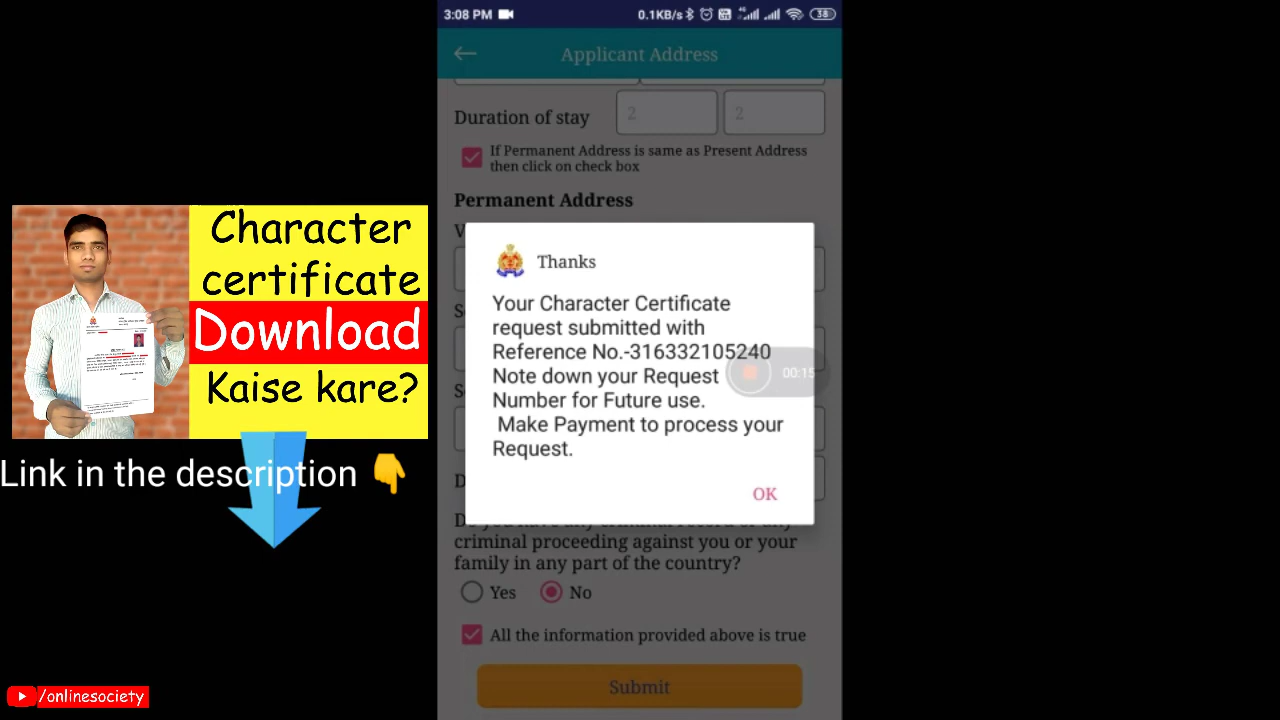 3:08 PM
0.1KB/s
4G
38
Applicant Address
Duration of stay
2
2
If Permanent Address is same as Present Address
then click on check box
Permanent Address
Thanks
Your Character Certificate
request submitted with
Reference No.-316332105240
Note down your Request
Number for Future use.
Make Payment to process your
Request.
00:15
OK
criminal proceeding against you or your
family in any part of the country?
Yes
No
All the information provided above is true
Submit
Character
certificate
Download
Kaise kare?
Link in the description
/onlinesociety